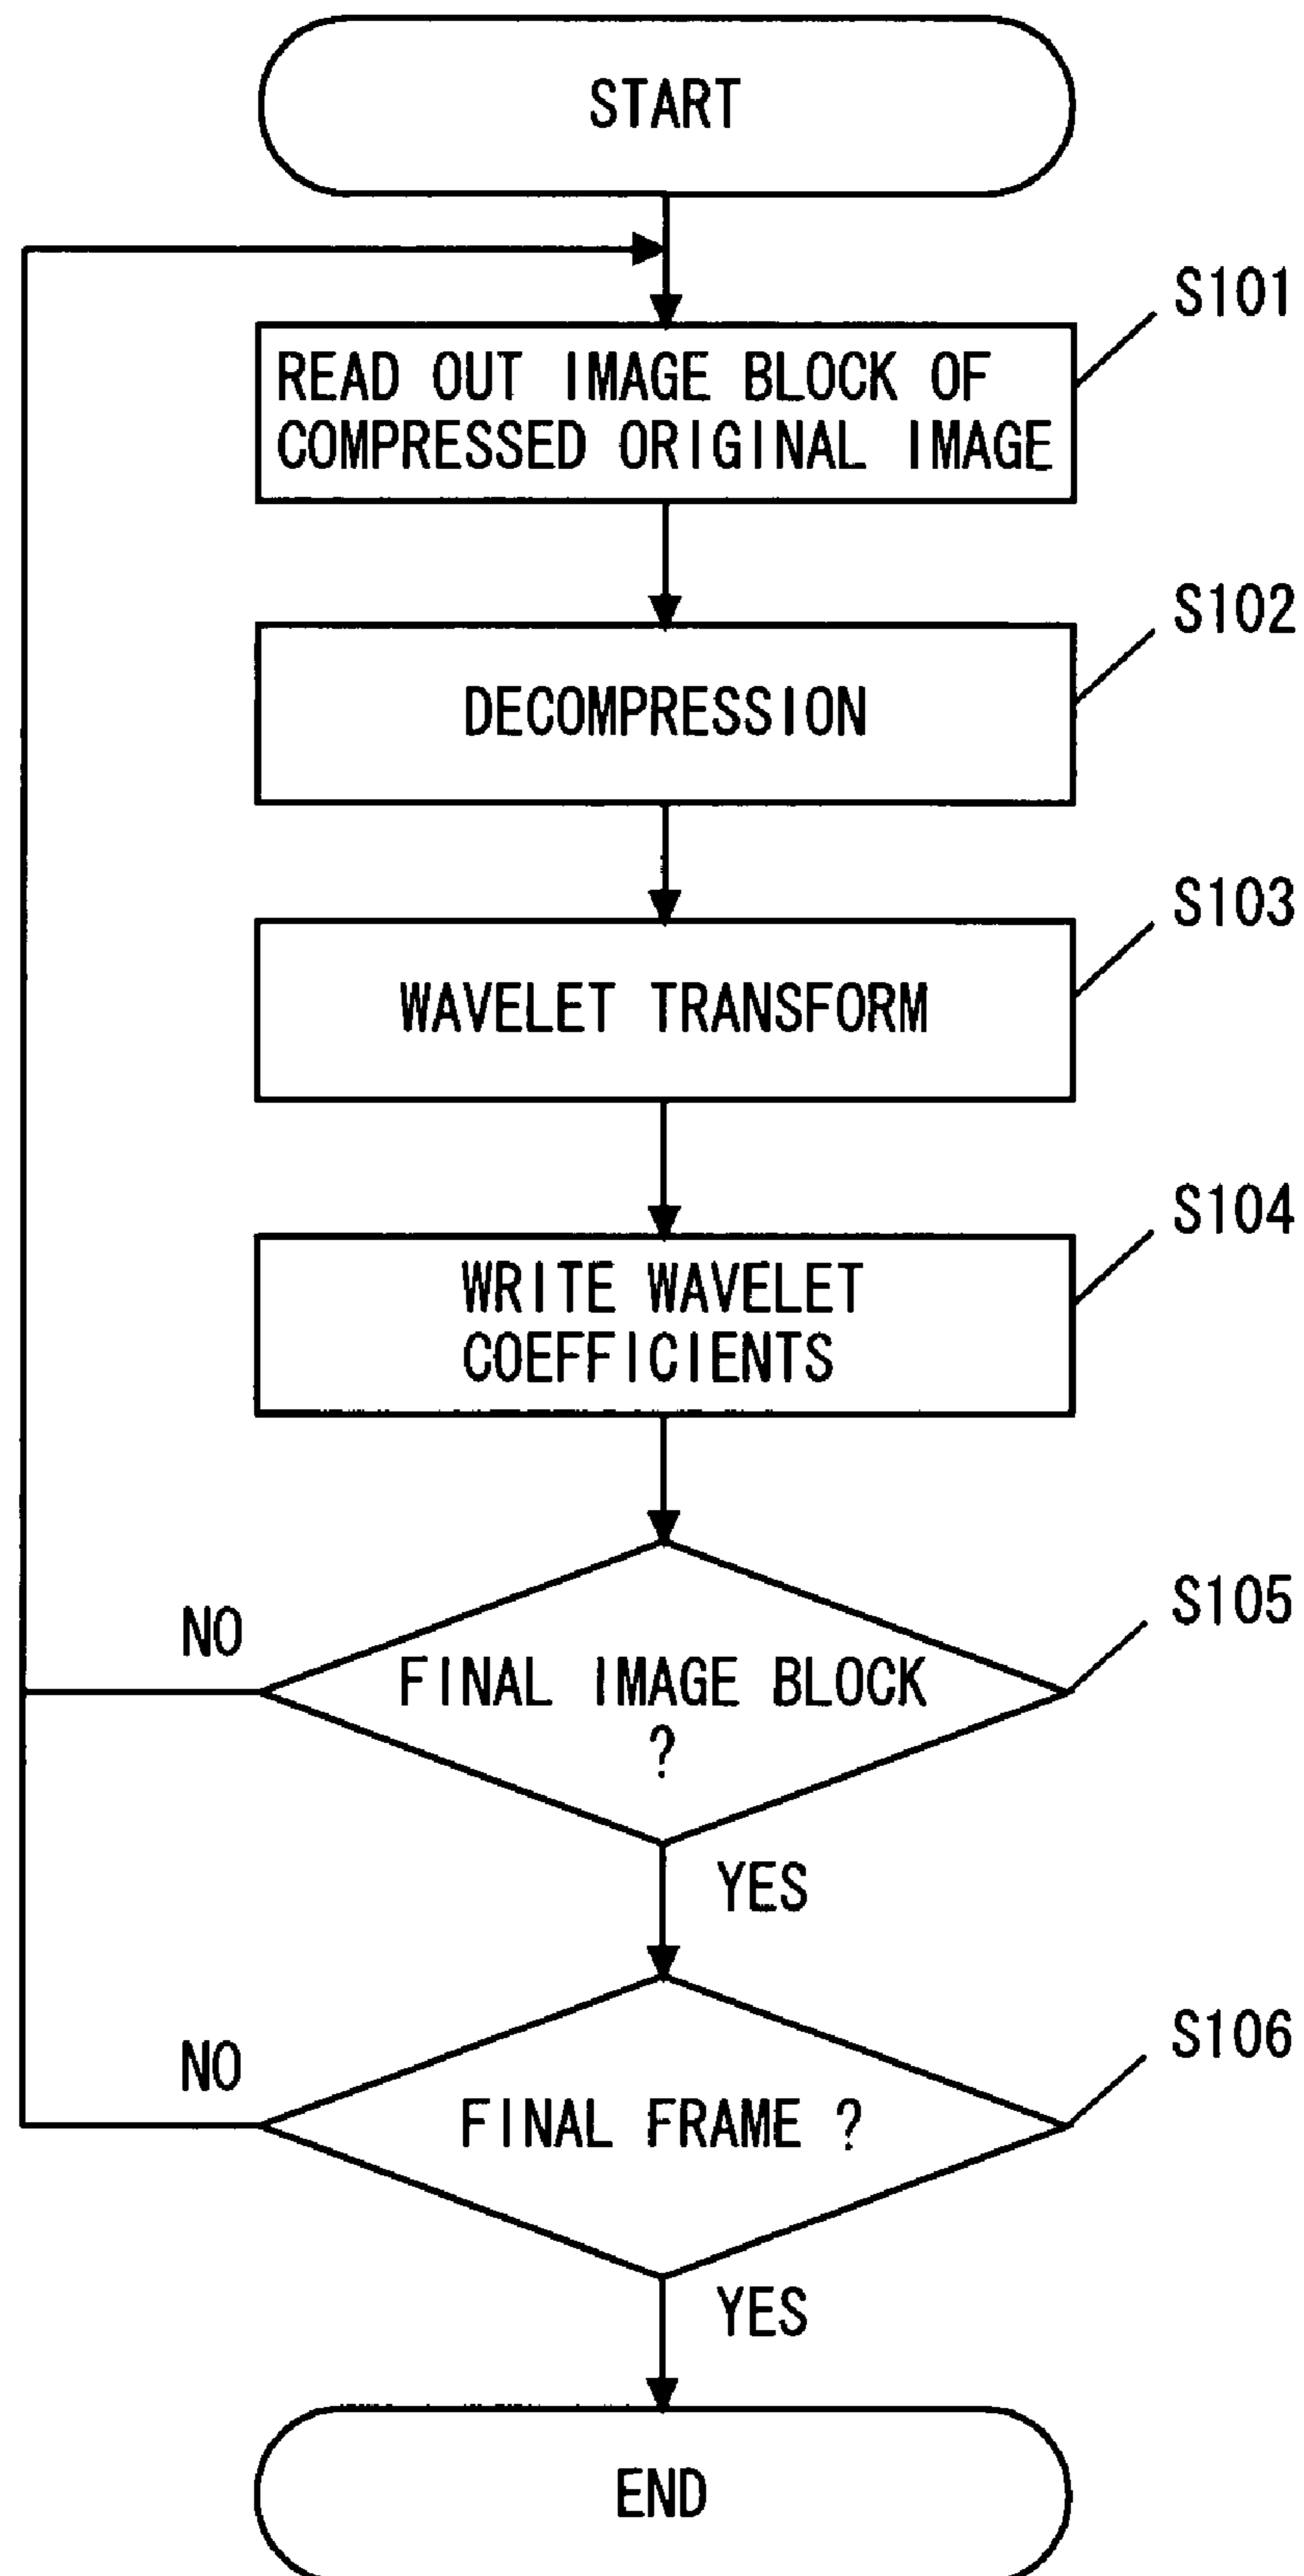 START
S101
READ OUT IMAGE BLOCK OF
COMPRESSED ORIGINAL IMAGE
S102
DECOMPRESSION
S103
WAVELET TRANSFORM
S104
WRITE WAVELET
COEFFICIENTS
S105
NO
FINAL IMAGE BLOCK
?
YES
S106
NO
FINAL FRAME ?
YES
END